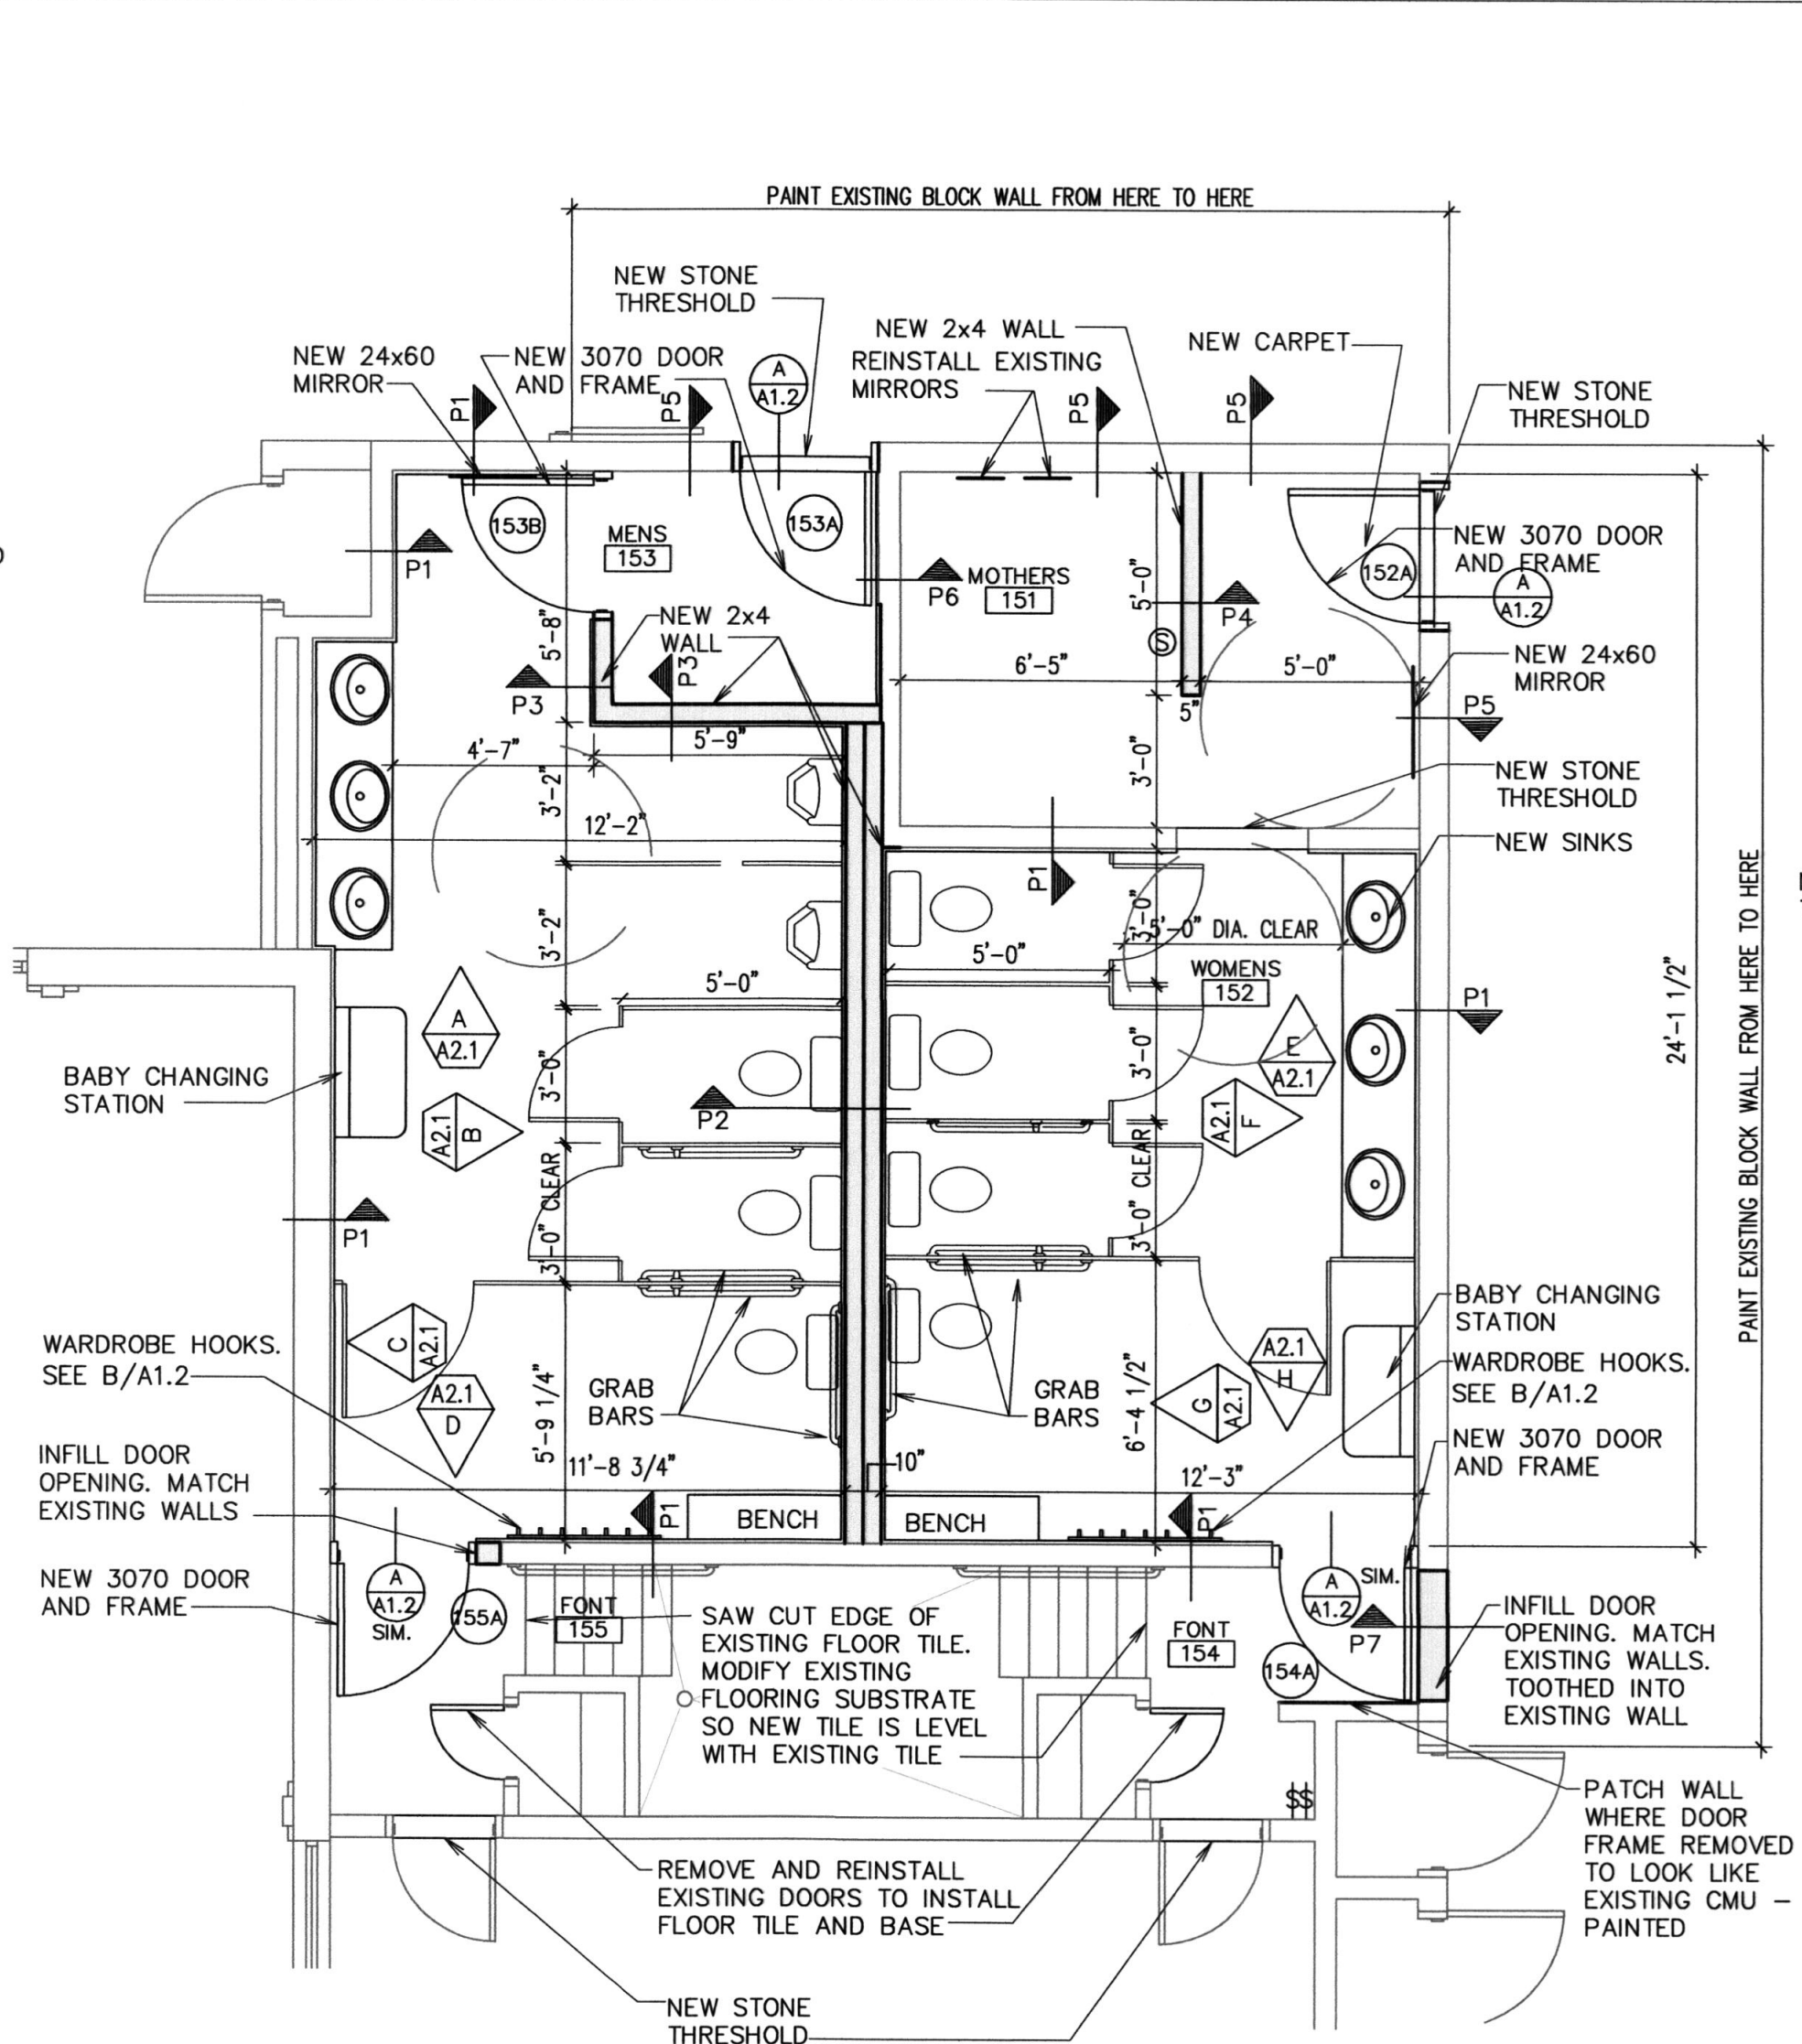 PAINT EXISTING BLOCK WALL FROM HERE TO HERE
NEW STONE
THRESHOLD
NEW 24x60
MIRROR
NEW 3070 DOOR
AND FRAME
A
A1.2
NEW 2x4 WALL
REINSTALL EXISTING
MIRRORS
NEW CARPET
NEW STONE
THRESHOLD
P1
P5
P5
P5
153B
MENS
153
153A
P1
P6
MOTHERS
151
5'-0"
P4
152A
NEW 3070 DOOR
AND FRAME
A
A1.2
5'-8"
NEW 2x4
WALL
S
P3
P3
6'-5"
5'-0"
5"
NEW 24x60
MIRROR
P5
4'-7"
5'-9"
3'-2"
12'-2"
3'-0"
NEW STONE
THRESHOLD
NEW SINKS
P1
3'-2"
3'-0"
5'-0" DIA. CLEAR
5'-0"
5'-0"
WOMENS
152
P1
24'-1 1/2"
PAINT EXISTING BLOCK WALL FROM HERE TO HERE
A
A2.1
BABY CHANGING
STATION
3'-0"
3'-0"
E
A2.1
A2.1
B
P2
A2.1
F
P1
3'-0" CLEAR
3'-0" CLEAR
C
A2.1
WARDROBE HOOKS.
SEE B/A1.2
A2.1
D
5'-9 1/4"
GRAB
BARS
GRAB
BARS
6'-4 1/2"
G
A2.1
A2.1
H
BABY CHANGING
STATION
WARDROBE HOOKS.
SEE B/A1.2
INFILL DOOR
OPENING. MATCH
EXISTING WALLS
11'-8 3/4"
10"
12'-3"
NEW 3070 DOOR
AND FRAME
P1
BENCH
BENCH
P1
NEW 3070 DOOR
AND FRAME
A
A1.2
SIM.
155A
FONT
155
SAW CUT EDGE OF
EXISTING FLOOR TILE.
MODIFY EXISTING
FLOORING SUBSTRATE
SO NEW TILE IS LEVEL
WITH EXISTING TILE
FONT
154
154A
A
A1.2
SIM.
P7
INFILL DOOR
OPENING. MATCH
EXISTING WALLS.
TOOTHED INTO
EXISTING WALL
$$
PATCH WALL
WHERE DOOR
FRAME REMOVED
TO LOOK LIKE
EXISTING CMU –
PAINTED
REMOVE AND REINSTALL
EXISTING DOORS TO INSTALL
FLOOR TILE AND BASE
NEW STONE
THRESHOLD